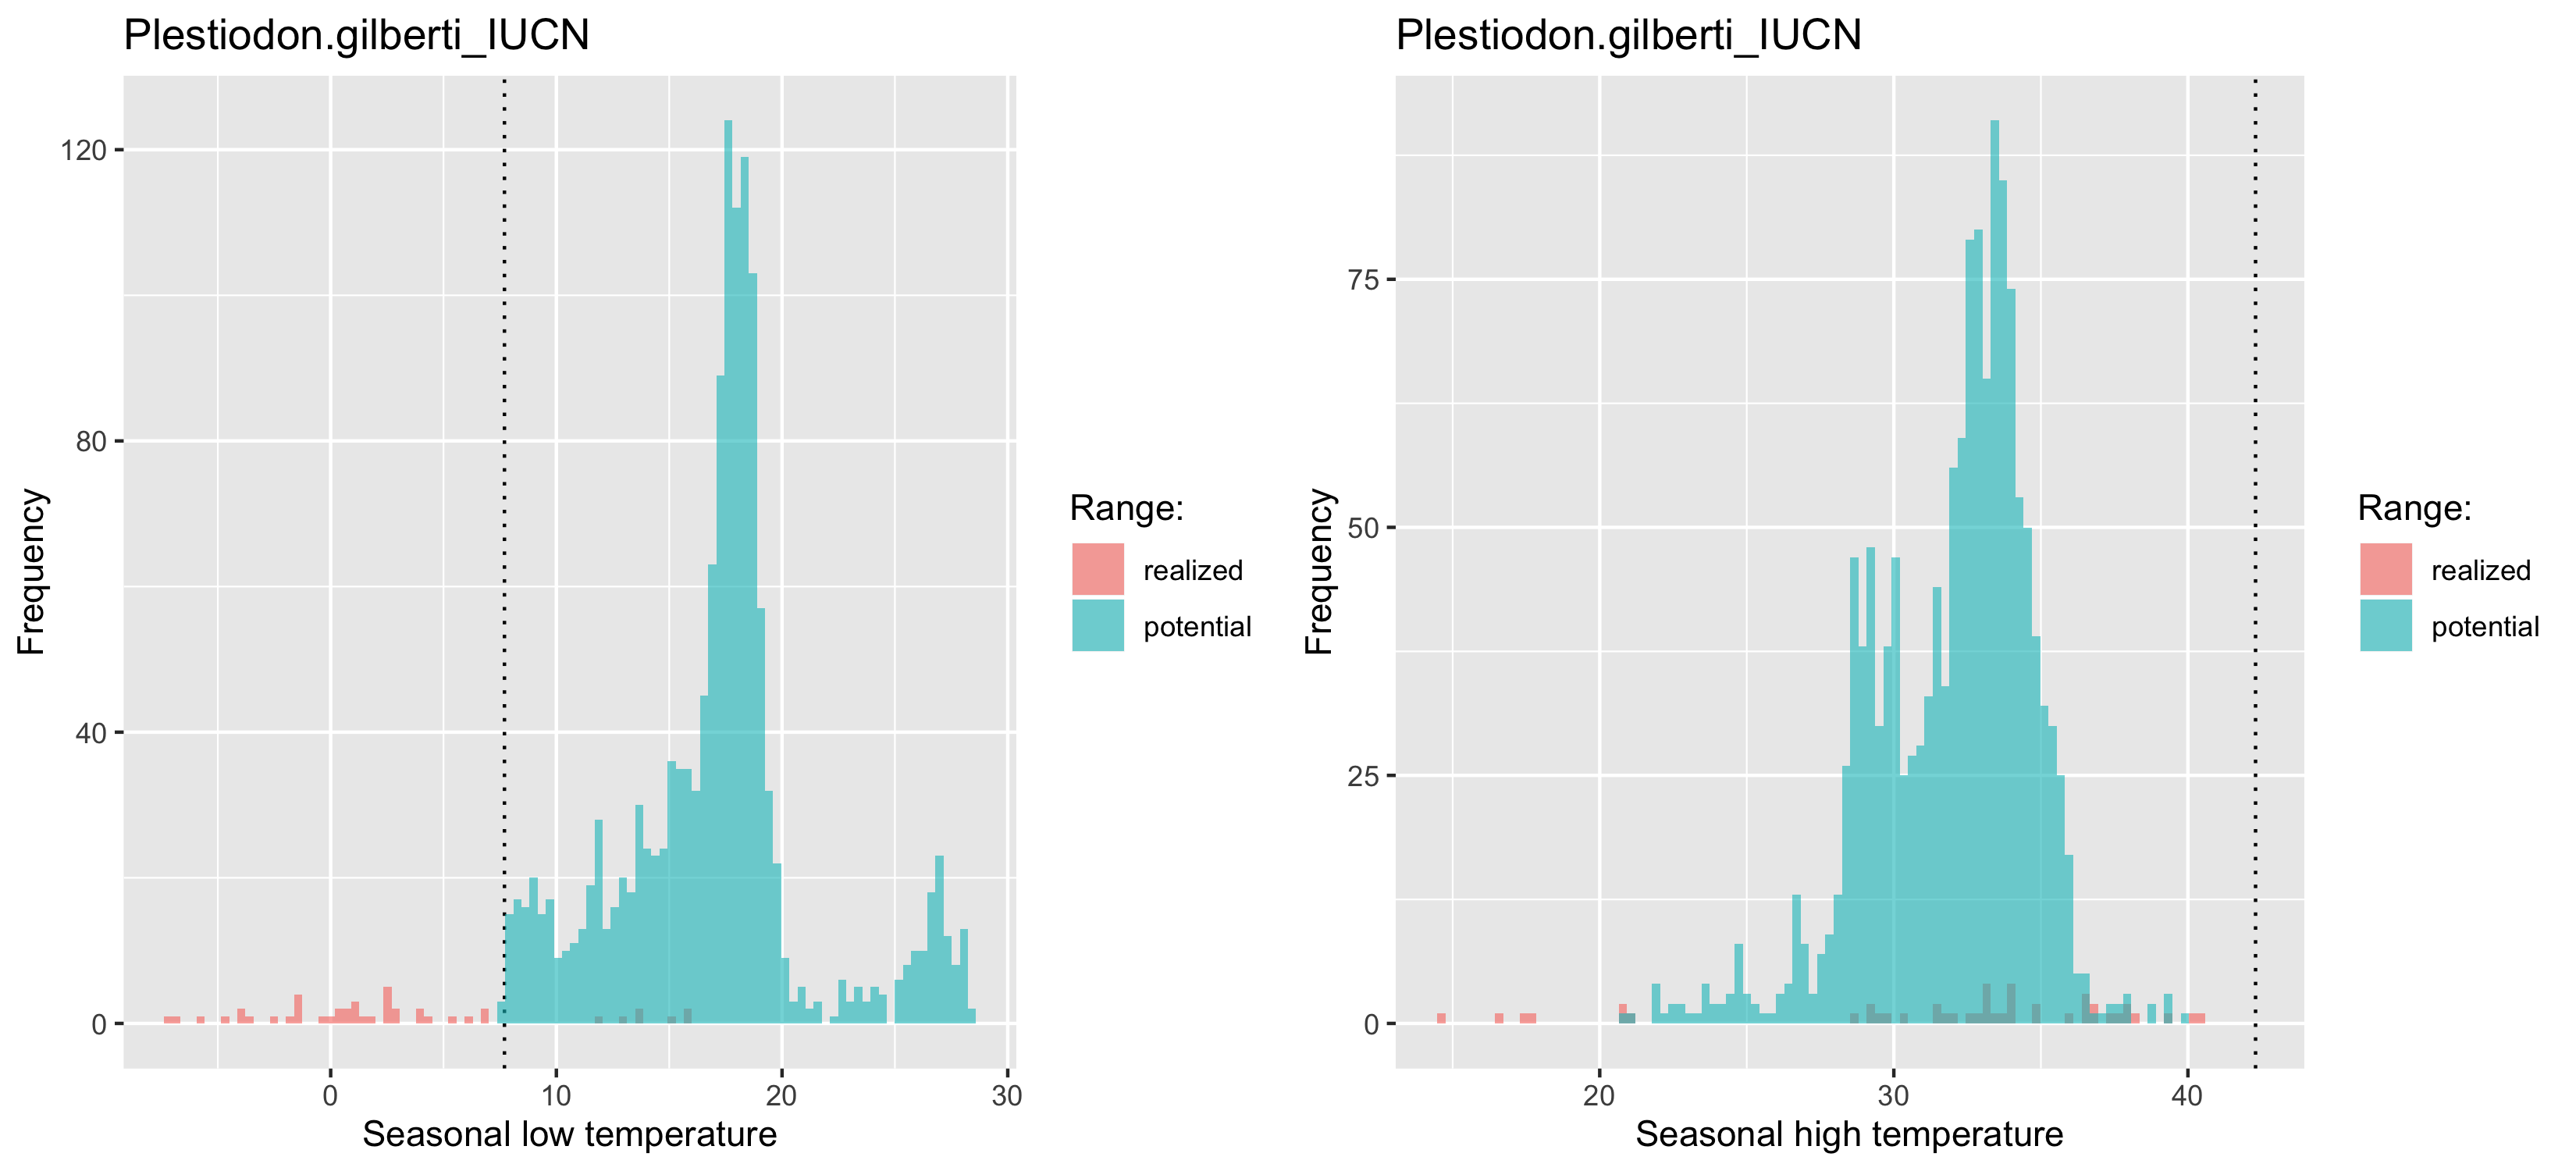 Plestiodon.gilberti_IUCN
120
80
40
0
Frequency
0 10 20 30
Seasonal low temperature
Range:
realized
potential
Plestiodon.gilberti_IUCN
75
50
25
0
Frequency
20 30 40
Seasonal high temperature
Range:
realized
potential